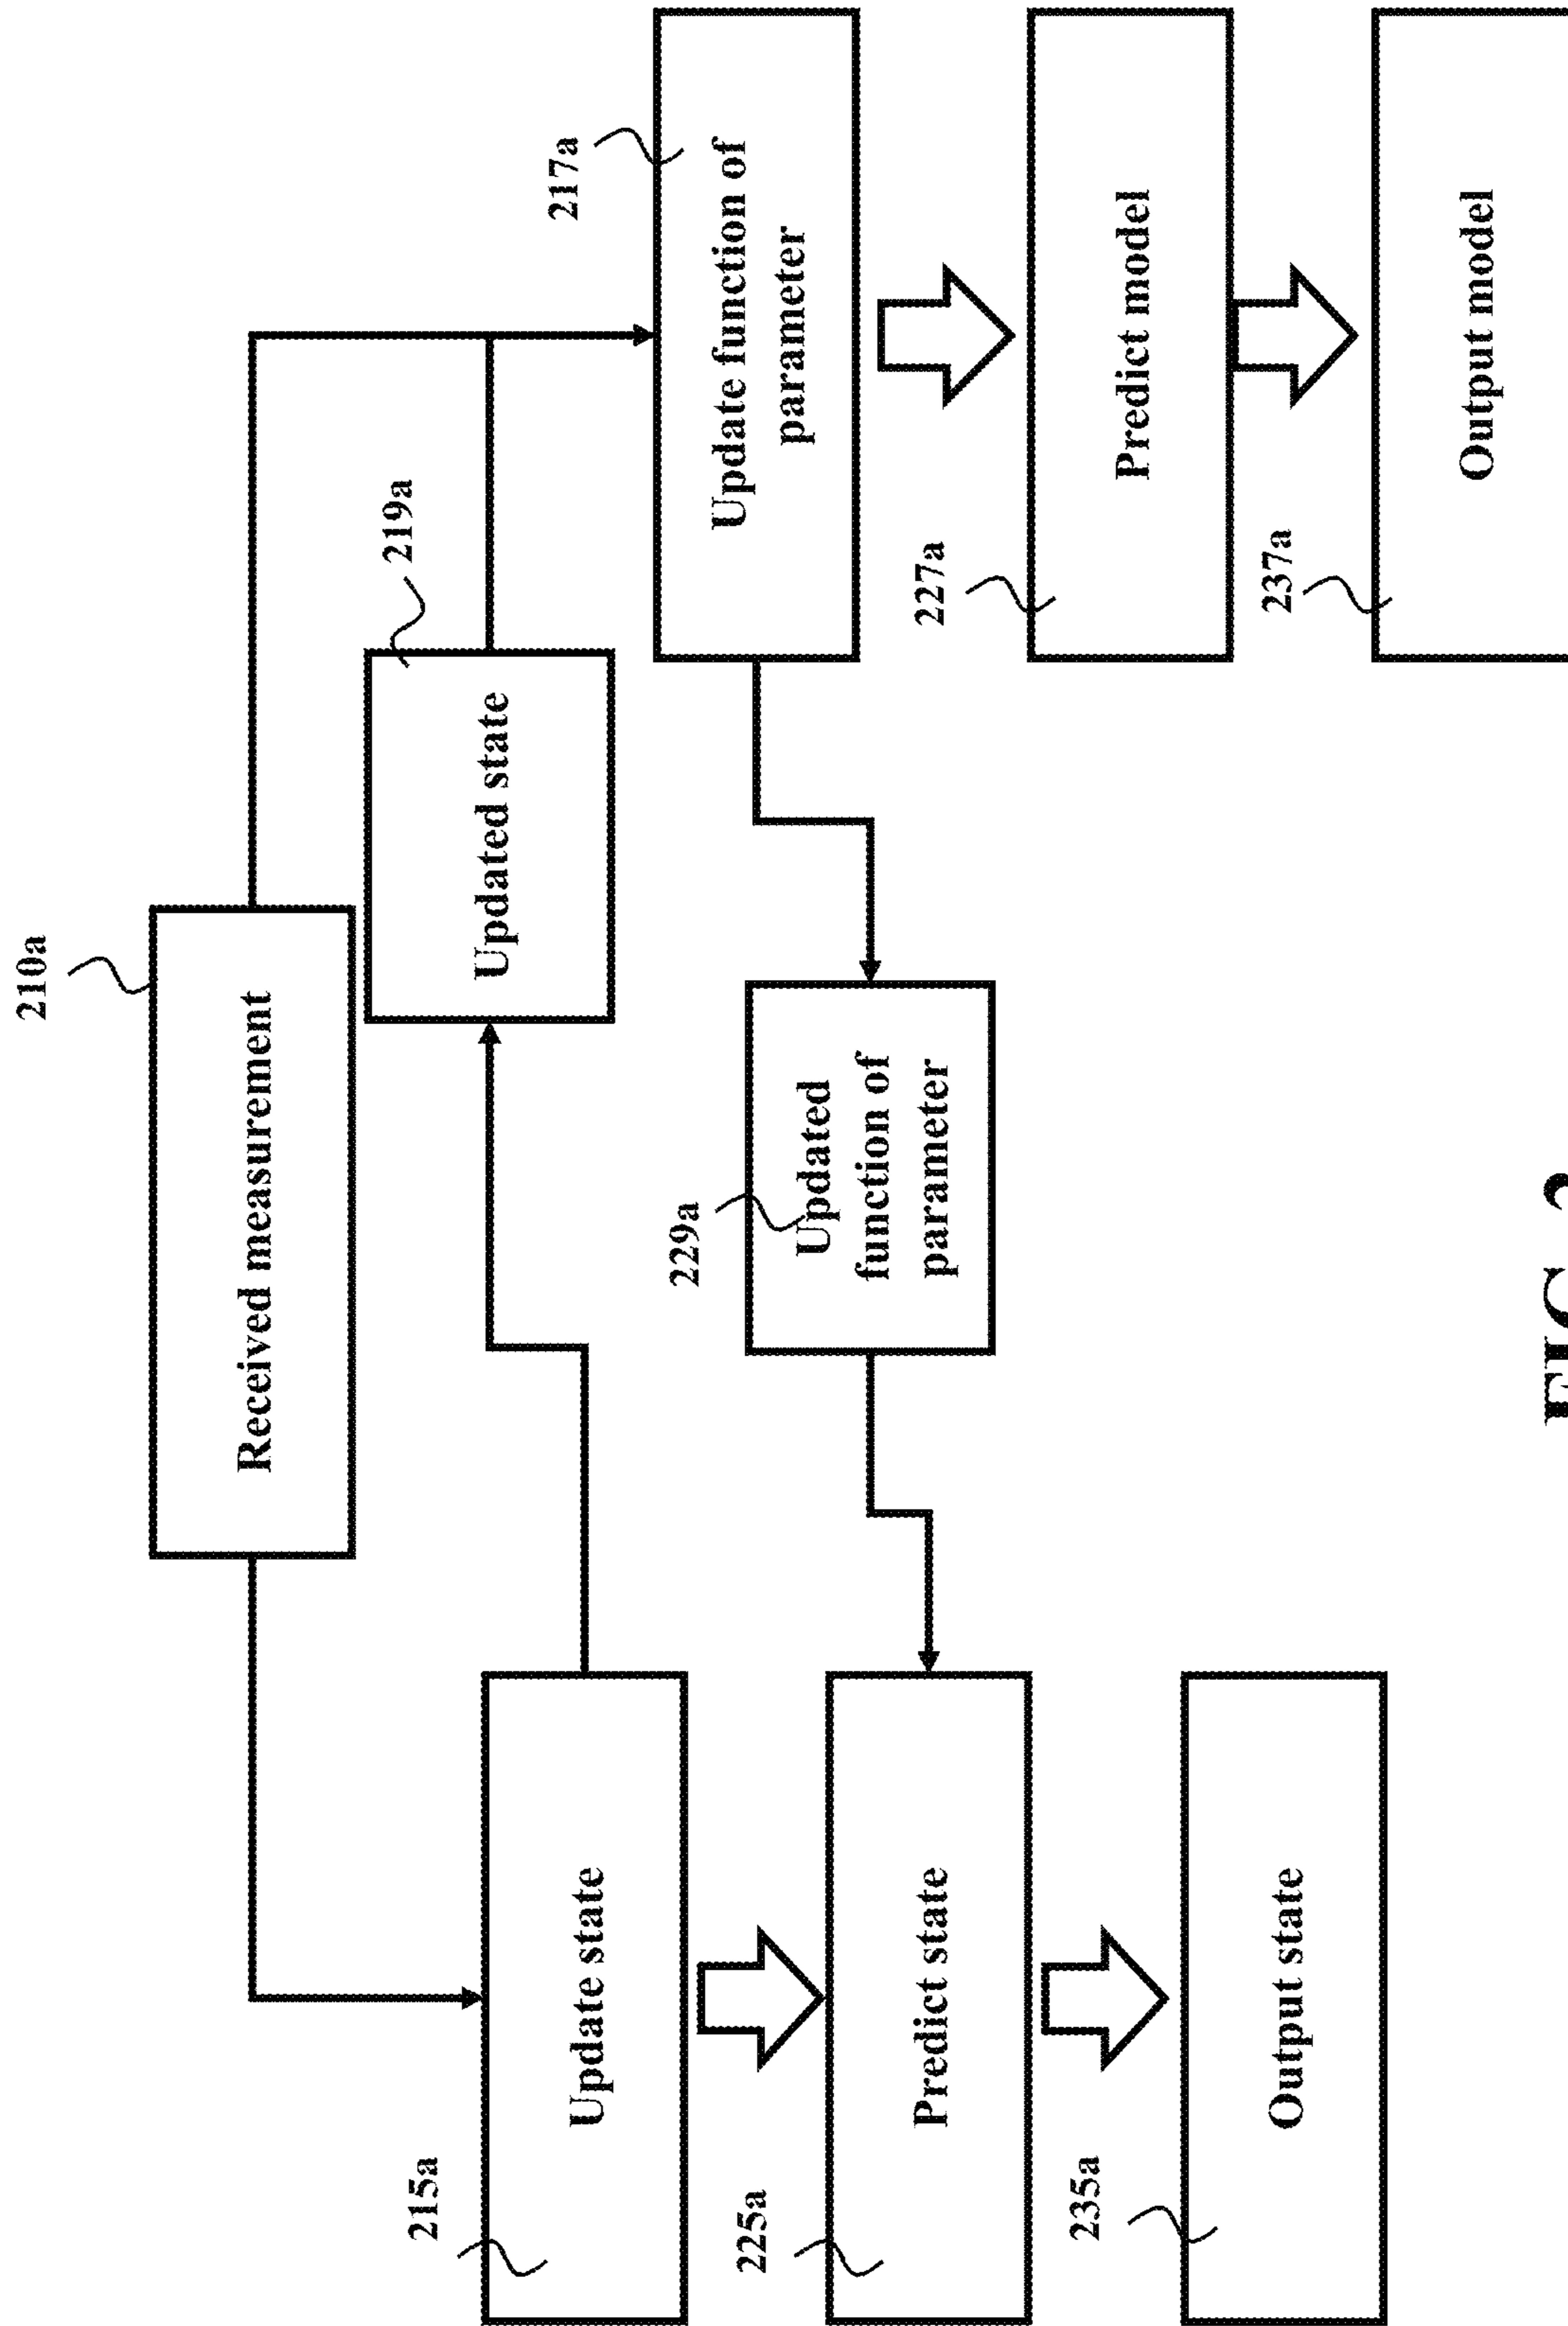 210a
Received measurement
219a
Updated state
217a
Update function of
parameter
215a
Update state
229a
Updated
function of
parameter
225a
Predict state
227a
Predict model
235a
Output state
237a
Output model